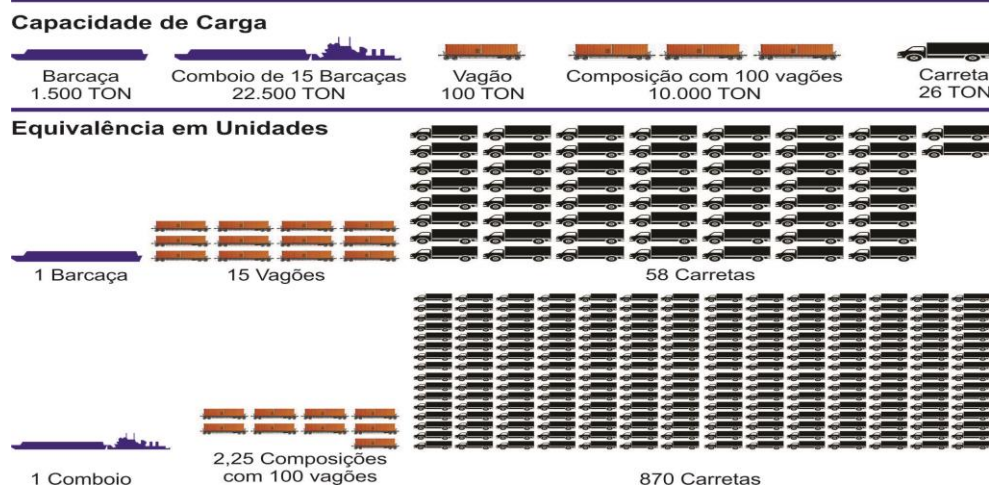 Capacidade de Carga
Barcaça
1.500 TON
Comboio de 15 Barcaças
22.500 TON
Vagão
100 TON
Composição com 100 vagões
10.000 TON
Carreta
26 TON
Equivalência em Unidades
1 Barcaça
15 Vagões
58 Carretas
1 Comboio
2,25 Composições
com 100 vagões
870 Carretas